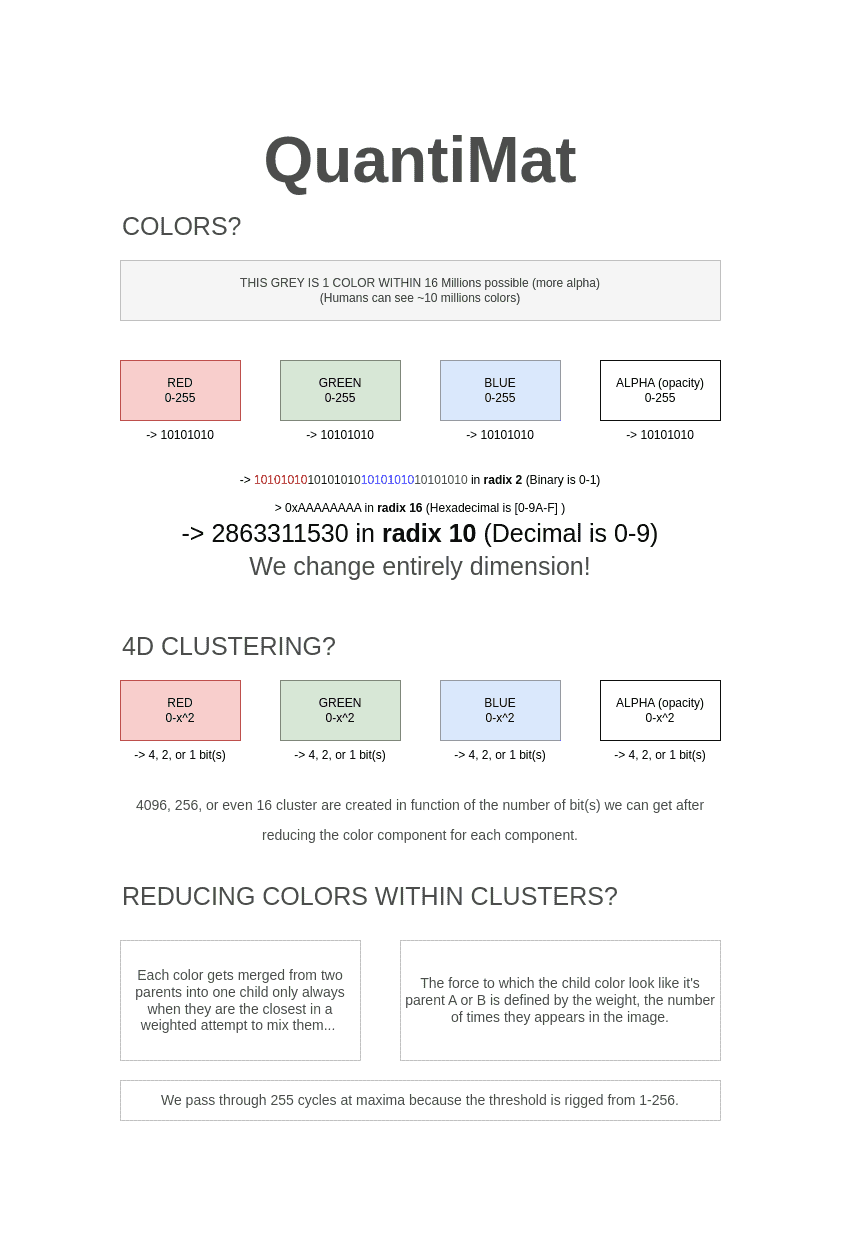 QuantiMat
COLORS?
THIS GREY IS 1 COLOR WITHIN 16 Millions possible (more alpha)
(Humans can see ~10 millions colors)
RED
0-255
-> 10101010
GREEN
0-255
-> 10101010
BLUE
0-255
-> 10101010
ALPHA (opacity)
0-255
-> 10101010
-> 10101010101010101010101010101010 in radix 2 (Binary is 0-1)
> 0xAAAAAAAA in radix 16 (Hexadecimal is [0-9A-F] )
-> 2863311530 in radix 10 (Decimal is 0-9)
We change entirely dimension!
4D CLUSTERING?
RED
0-x^2
-> 4, 2, or 1 bit(s)
GREEN
0-x^2
-> 4, 2, or 1 bit(s)
BLUE
0-x^2
-> 4, 2, or 1 bit(s)
ALPHA (opacity)
0-x^2
-> 4, 2, or 1 bit(s)
4096, 256, or even 16 cluster are created in function of the number of bit(s) we can get after
reducing the color component for each component.
REDUCING COLORS WITHIN CLUSTERS?
Each color gets merged from two
parents into one child only always
when they are the closest in a
weighted attempt to mix them...
The force to which the child color look like it's
parent A or B is defined by the weight, the number
of times they appears in the image.
We pass through 255 cycles at maxima because the threshold is rigged from 1-256.